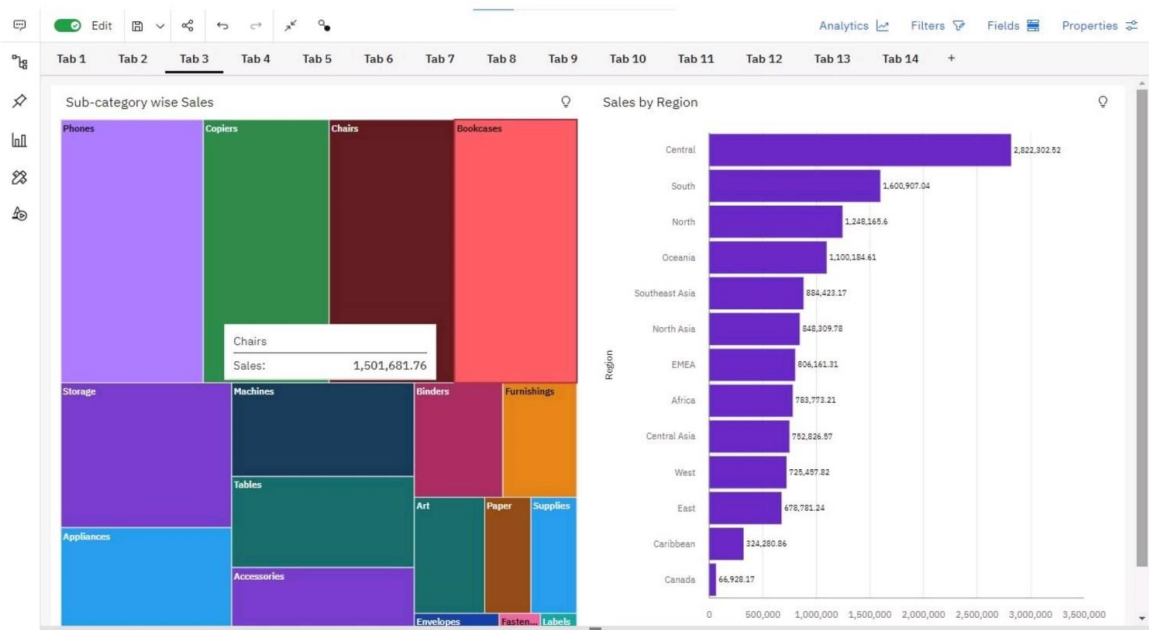 Edit
Analytics Filters Fields Properties
Tab 1 Tab 2 Tab 3 Tab 4 Tab 5 Tab 6 Tab 7 Tab 8 Tab 9 Tab 10 Tab 11 Tab 12 Tab 13 Tab 14 +
Sub-category wise Sales
Phones Copiers Chairs Bookcases
Chairs
Sales: 1,501,681.76
Storage Machines Binders Furnishings
Tables
Art Paper Supplies
Appliances
Accessories
Envelopes Fasten... Labels
Sales by Region
Region
Central 2,822,302.52
South 1,600,907.04
North 1,248,165.6
Oceania 1,100,184.61
Southeast Asia 884,423.17
North Asia 848,309.78
EMEA 806,161.31
Africa 783,773.21
Central Asia 752,826.57
West 725,457.82
East 678,781.24
Caribbean 324,280.86
Canada 66,928.17
0 500,000 1,000,000 1,500,000 2,000,000 2,500,000 3,000,000 3,500,000